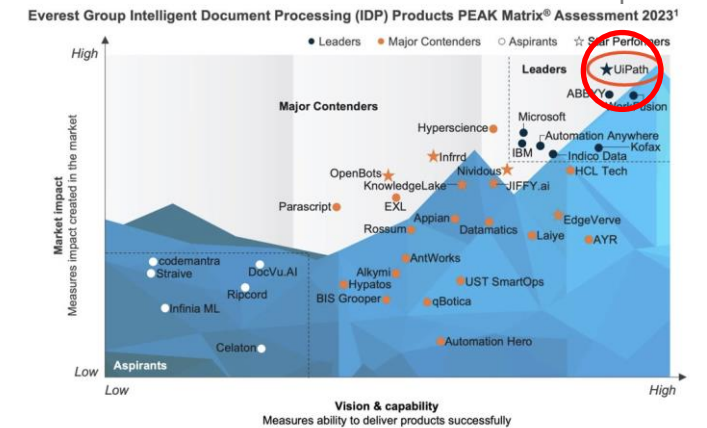 Everest Group Intelligent Document Processing (IDP) Products PEAK Matrix® Assessment 2023¹
Leaders Major Contenders Aspirants Star Performers
High
Leaders
UiPath
ABBYY
WorkFusion
Major Contenders
Microsoft
Hyperscience
Automation Anywhere
IBM
Kofax
Indico Data
Infrrd
OpenBots
Nividous
HCL Tech
KnowledgeLake
JIFFY.ai
Parascript
EXL
Appian
EdgeVerve
Rossum
Datamatics
Laiye
AYR
AntWorks
codemantra
Straive
DocVu.AI
Alkymi
Hypatos
UST SmartOps
Ripcord
BIS Grooper
qBotica
Infinia ML
Automation Hero
Celaton
Aspirants
Market impact
Measures impact created in the market
Low
Low
High
Vision & capability
Measures ability to deliver products successfully